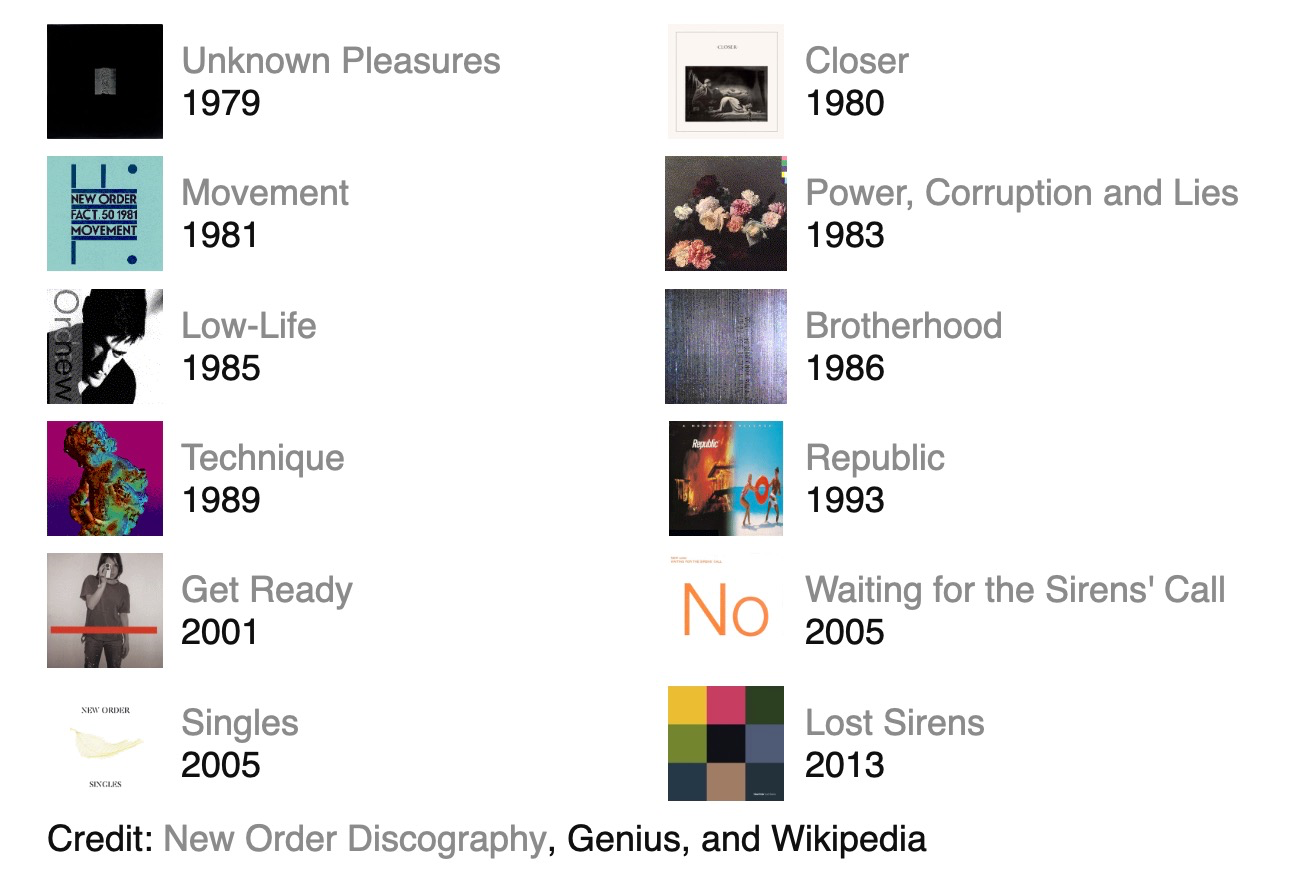 Unknown Pleasures
1979
CLOSER
Closer
1980
NEW ORDER
FACT. 50 1981
MOVEMENT
Movement
1981
Power, Corruption and Lies
1983
Low-Life
1985
Brotherhood
1986
Technique
1989
Republic
Republic
1993
Get Ready
2001
No
Waiting for the Sirens' Call
2005
NEW ORDER
SINGLES
Singles
2005
Lost Sirens
2013
Credit: New Order Discography, Genius, and Wikipedia